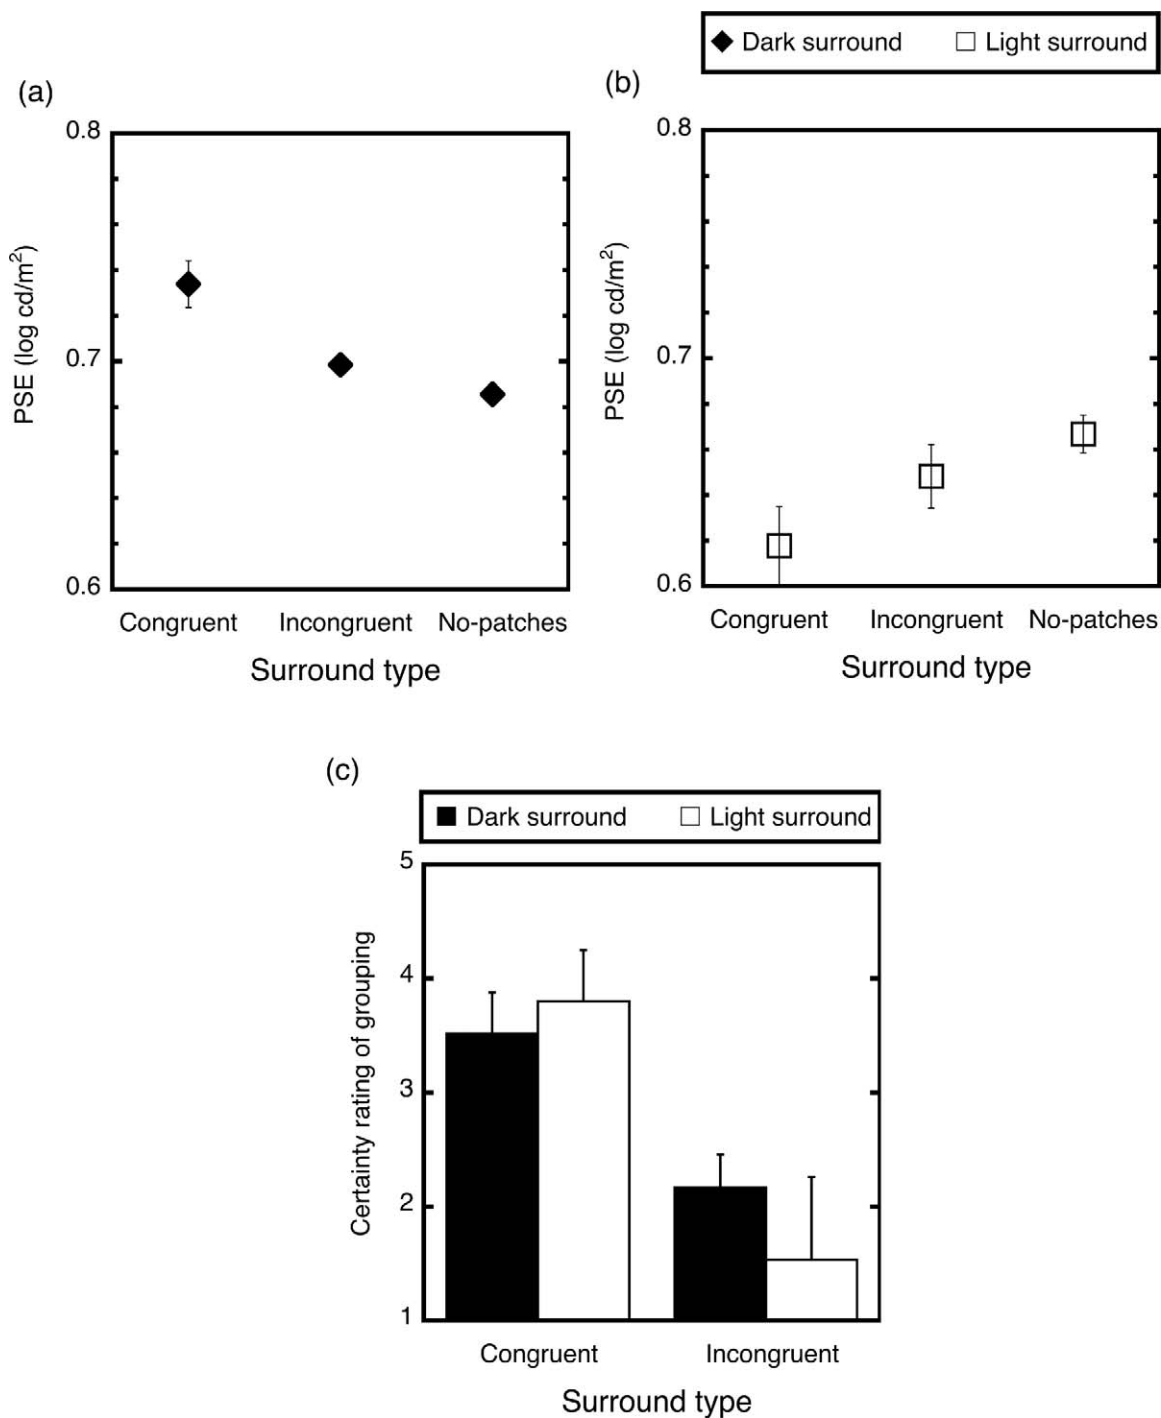 Dark surround Light surround
(a)
(b)
0.8
0.7
0.6
PSE (log cd/m²)
Congruent Incongruent No-patches
Surround type
0.8
0.7
0.6
PSE (log cd/m²)
Congruent Incongruent No-patches
Surround type
(c)
Dark surround Light surround
5
4
3
2
1
Certainty rating of grouping
Congruent Incongruent
Surround type